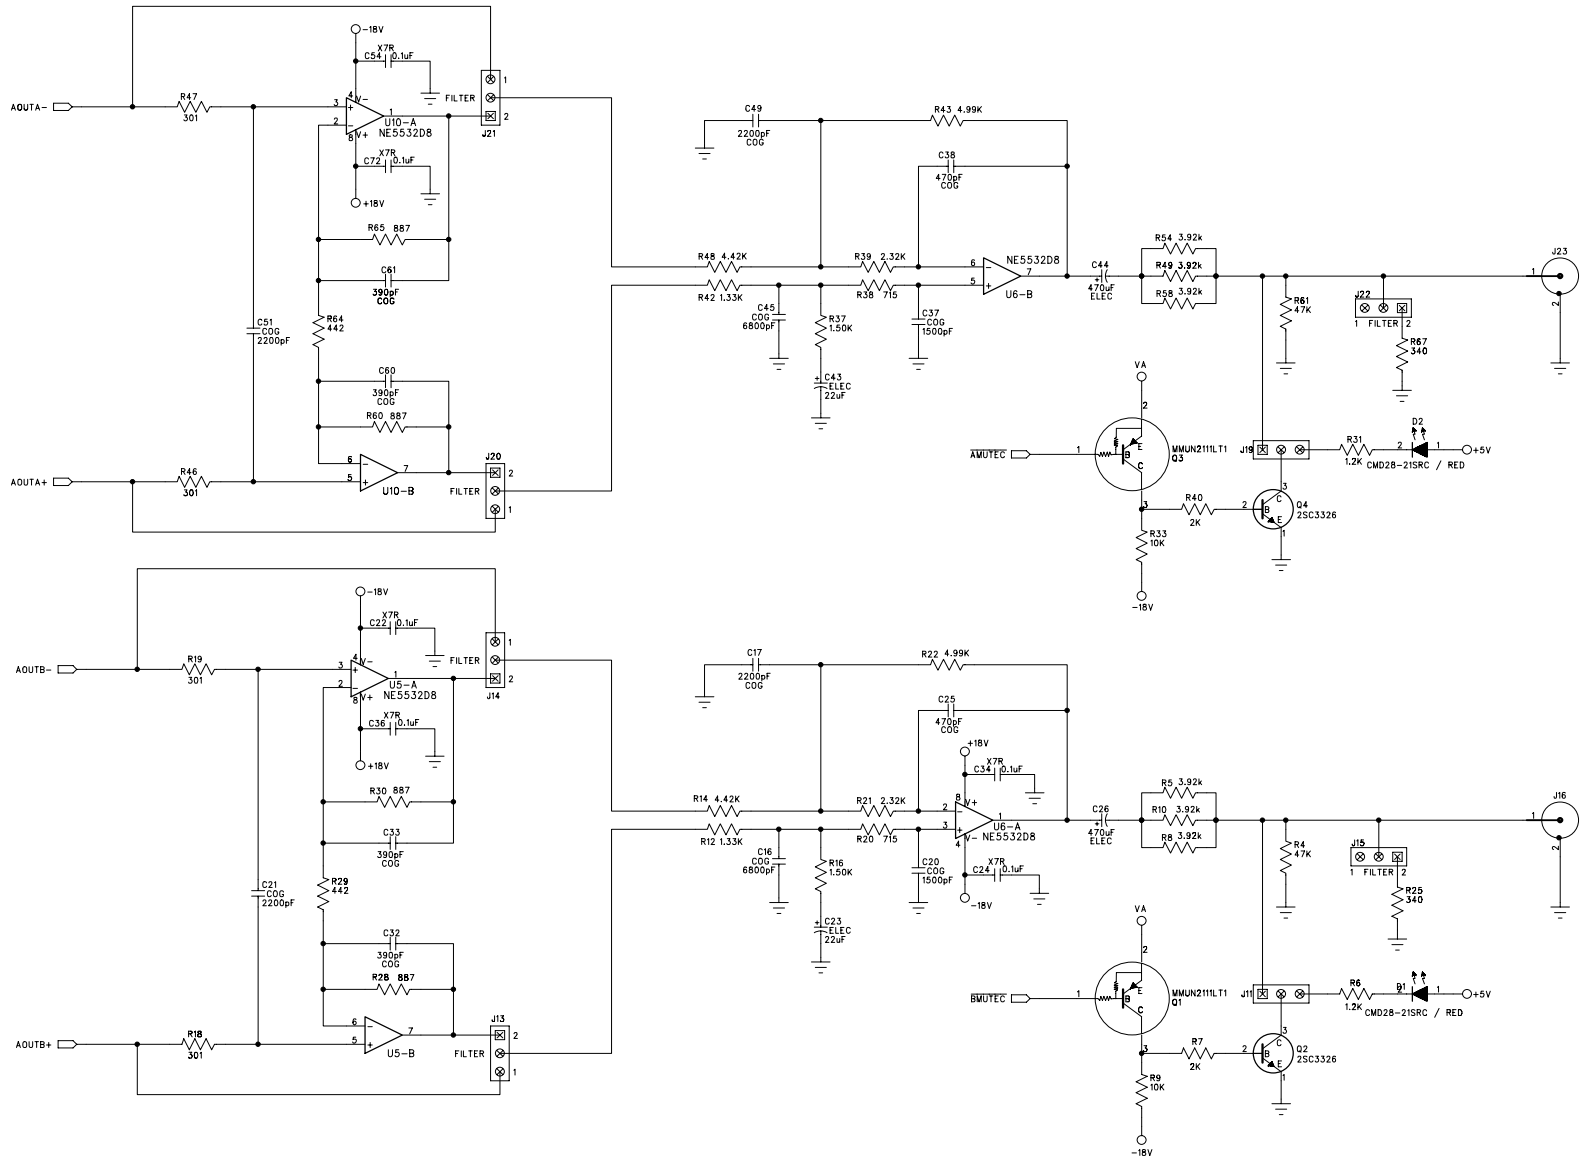 -18V
X7R
C54 0.1uF
AOUTA-
R47
301
4 V-
3 +
2 -
1
8 V+
U10-A
NE5532D8
X7R
C72 0.1uF
+18V
FILTER
1
2
J21
R65 887
C61
390pF
COG
R64
442
C51
COG
2200pF
C60
390pF
COG
R60 887
6 -
5 +
7
U10-B
AOUTA+
R46
301
J20
2
FILTER
1
C49
2200pF
COG
R43 4.99K
C38
470pF
COG
R48 4.42K
R42 1.33K
R39 2.32K
R38 715
C45
COG
6800pF
R37
1.50K
C43
ELEC
22uF
+
C37
COG
1500pF
NE5532D8
6 -
5 +
7
U6-B
C44
+
470uF
ELEC
R54 3.92k
R49 3.92k
R58 3.92k
R61
47K
J22
1 FILTER 2
R67
340
J23
1
2
VA
2
AMUTEC
1
B
E
C
MMUN2111LT1
Q3
3
R33
10K
-18V
R40
2K
2
B
C
E
3
1
Q4
2SC3326
J19
R31
1.2K
D2
2
1
+5V
CMD28-21SRC / RED
-18V
X7R
C22 0.1uF
AOUTB-
R19
301
4 V-
3 +
2 -
1
8 V+
U5-A
NE5532D8
X7R
C36 0.1uF
+18V
FILTER
1
2
J14
R30 887
C33
390pF
COG
R29
442
C21
COG
2200pF
C32
390pF
COG
R28 887
6 -
5 +
7
U5-B
AOUTB+
R18
301
J13
2
FILTER
1
C17
2200pF
COG
R22 4.99K
C25
470pF
COG
+18V
X7R
C34 0.1uF
R14 4.42K
R12 1.33K
R21 2.32K
R20 715
C16
COG
6800pF
R16
1.50K
C23
ELEC
22uF
+
C20
COG
1500pF
8 V+
2 -
3 +
1
V-
4
U6-A
NE5532D8
X7R
C24 0.1uF
-18V
C26
+
470uF
ELEC
R5 3.92k
R10 3.92k
R8 3.92k
R4
47K
J15
1 FILTER 2
R25
340
J16
1
2
VA
2
BMUTEC
1
B
E
C
MMUN2111LT1
Q1
3
R9
10K
-18V
R7
2K
2
B
C
E
3
1
Q2
2SC3326
J11
R6
1.2K
D1
2
1
+5V
CMD28-21SRC / RED